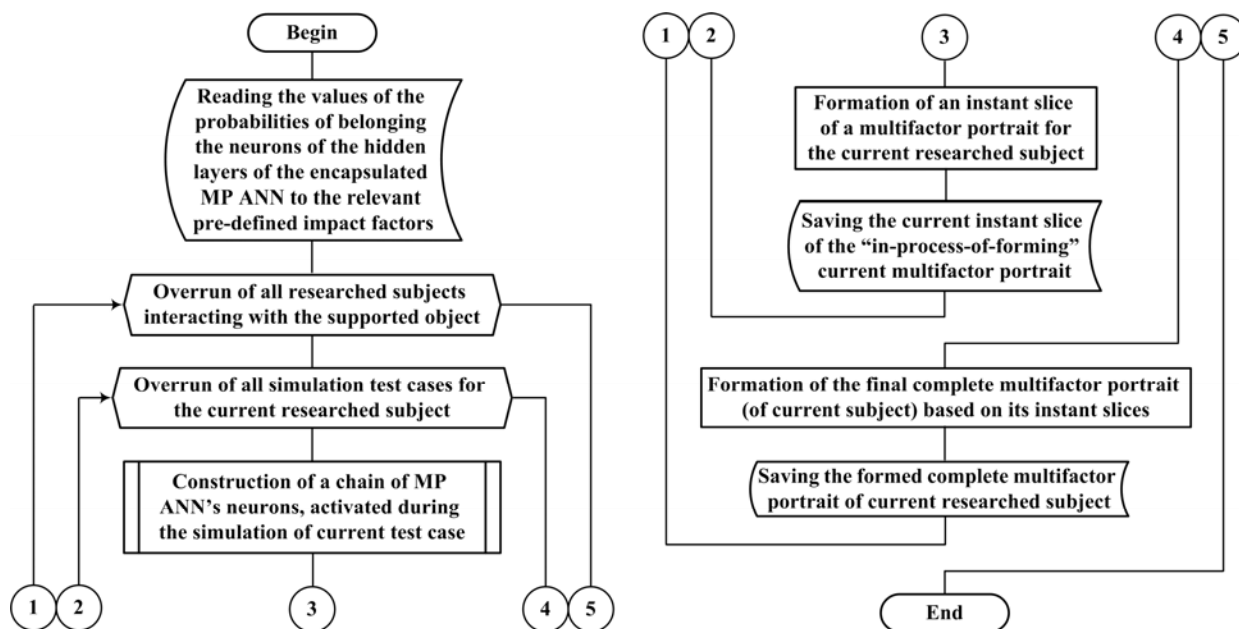 Begin
Reading the values of the
probabilities of belonging
the neurons of the hidden
layers of the encapsulated
MP ANN to the relevant
pre-defined impact factors
Overrun of all researched subjects
interacting with the supported object
Overrun of all simulation test cases for
the current researched subject
Construction of a chain of MP
ANN’s neurons, activated during
the simulation of current test case
1 2 3 4 5
1 2 3 4 5
Formation of an instant slice
of a multifactor portrait for
the current researched subject
Saving the current instant slice
of the “in-process-of-forming”
current multifactor portrait
Formation of the final complete multifactor portrait
(of current subject) based on its instant slices
Saving the formed complete multifactor
portrait of current researched subject
End